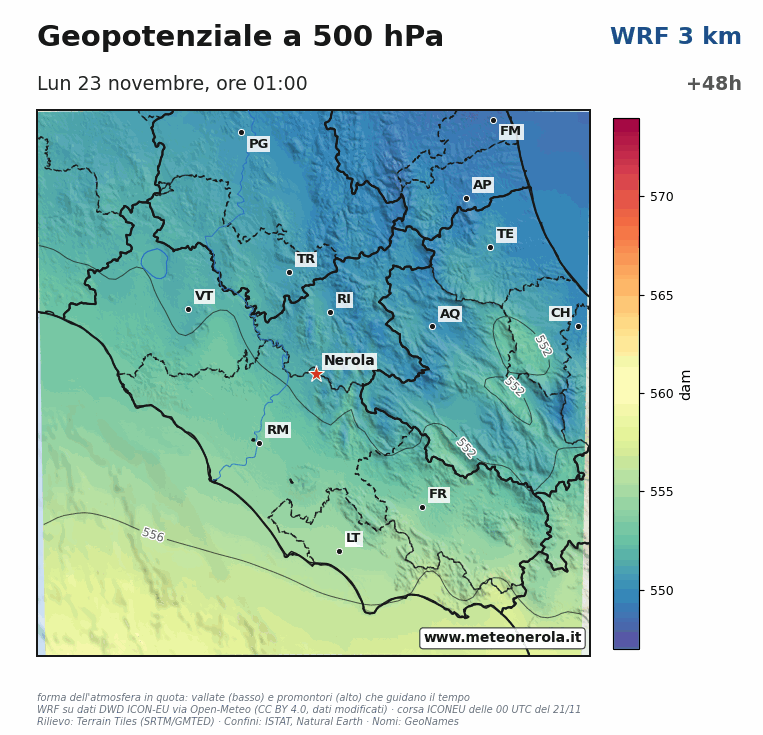 Geopotenziale a 500 hPa
WRF 3 km
Lun 23 novembre, ore 01:00
+48h
FM
PG
AP
TE
TR
VT
RI
AQ
CH
Nerola
552
552
RM
552
FR
556
LT
www.meteonerola.it
570
565
560
555
550
dam
forma dell'atmosfera in quota: vallate (basso) e promontori (alto) che guidano il tempo
WRF su dati DWD ICON-EU via Open-Meteo (CC BY 4.0, dati modificati) · corsa ICONEU delle 00 UTC del 21/11
Rilievo: Terrain Tiles (SRTM/GMTED) · Confini: ISTAT, Natural Earth · Nomi: GeoNames